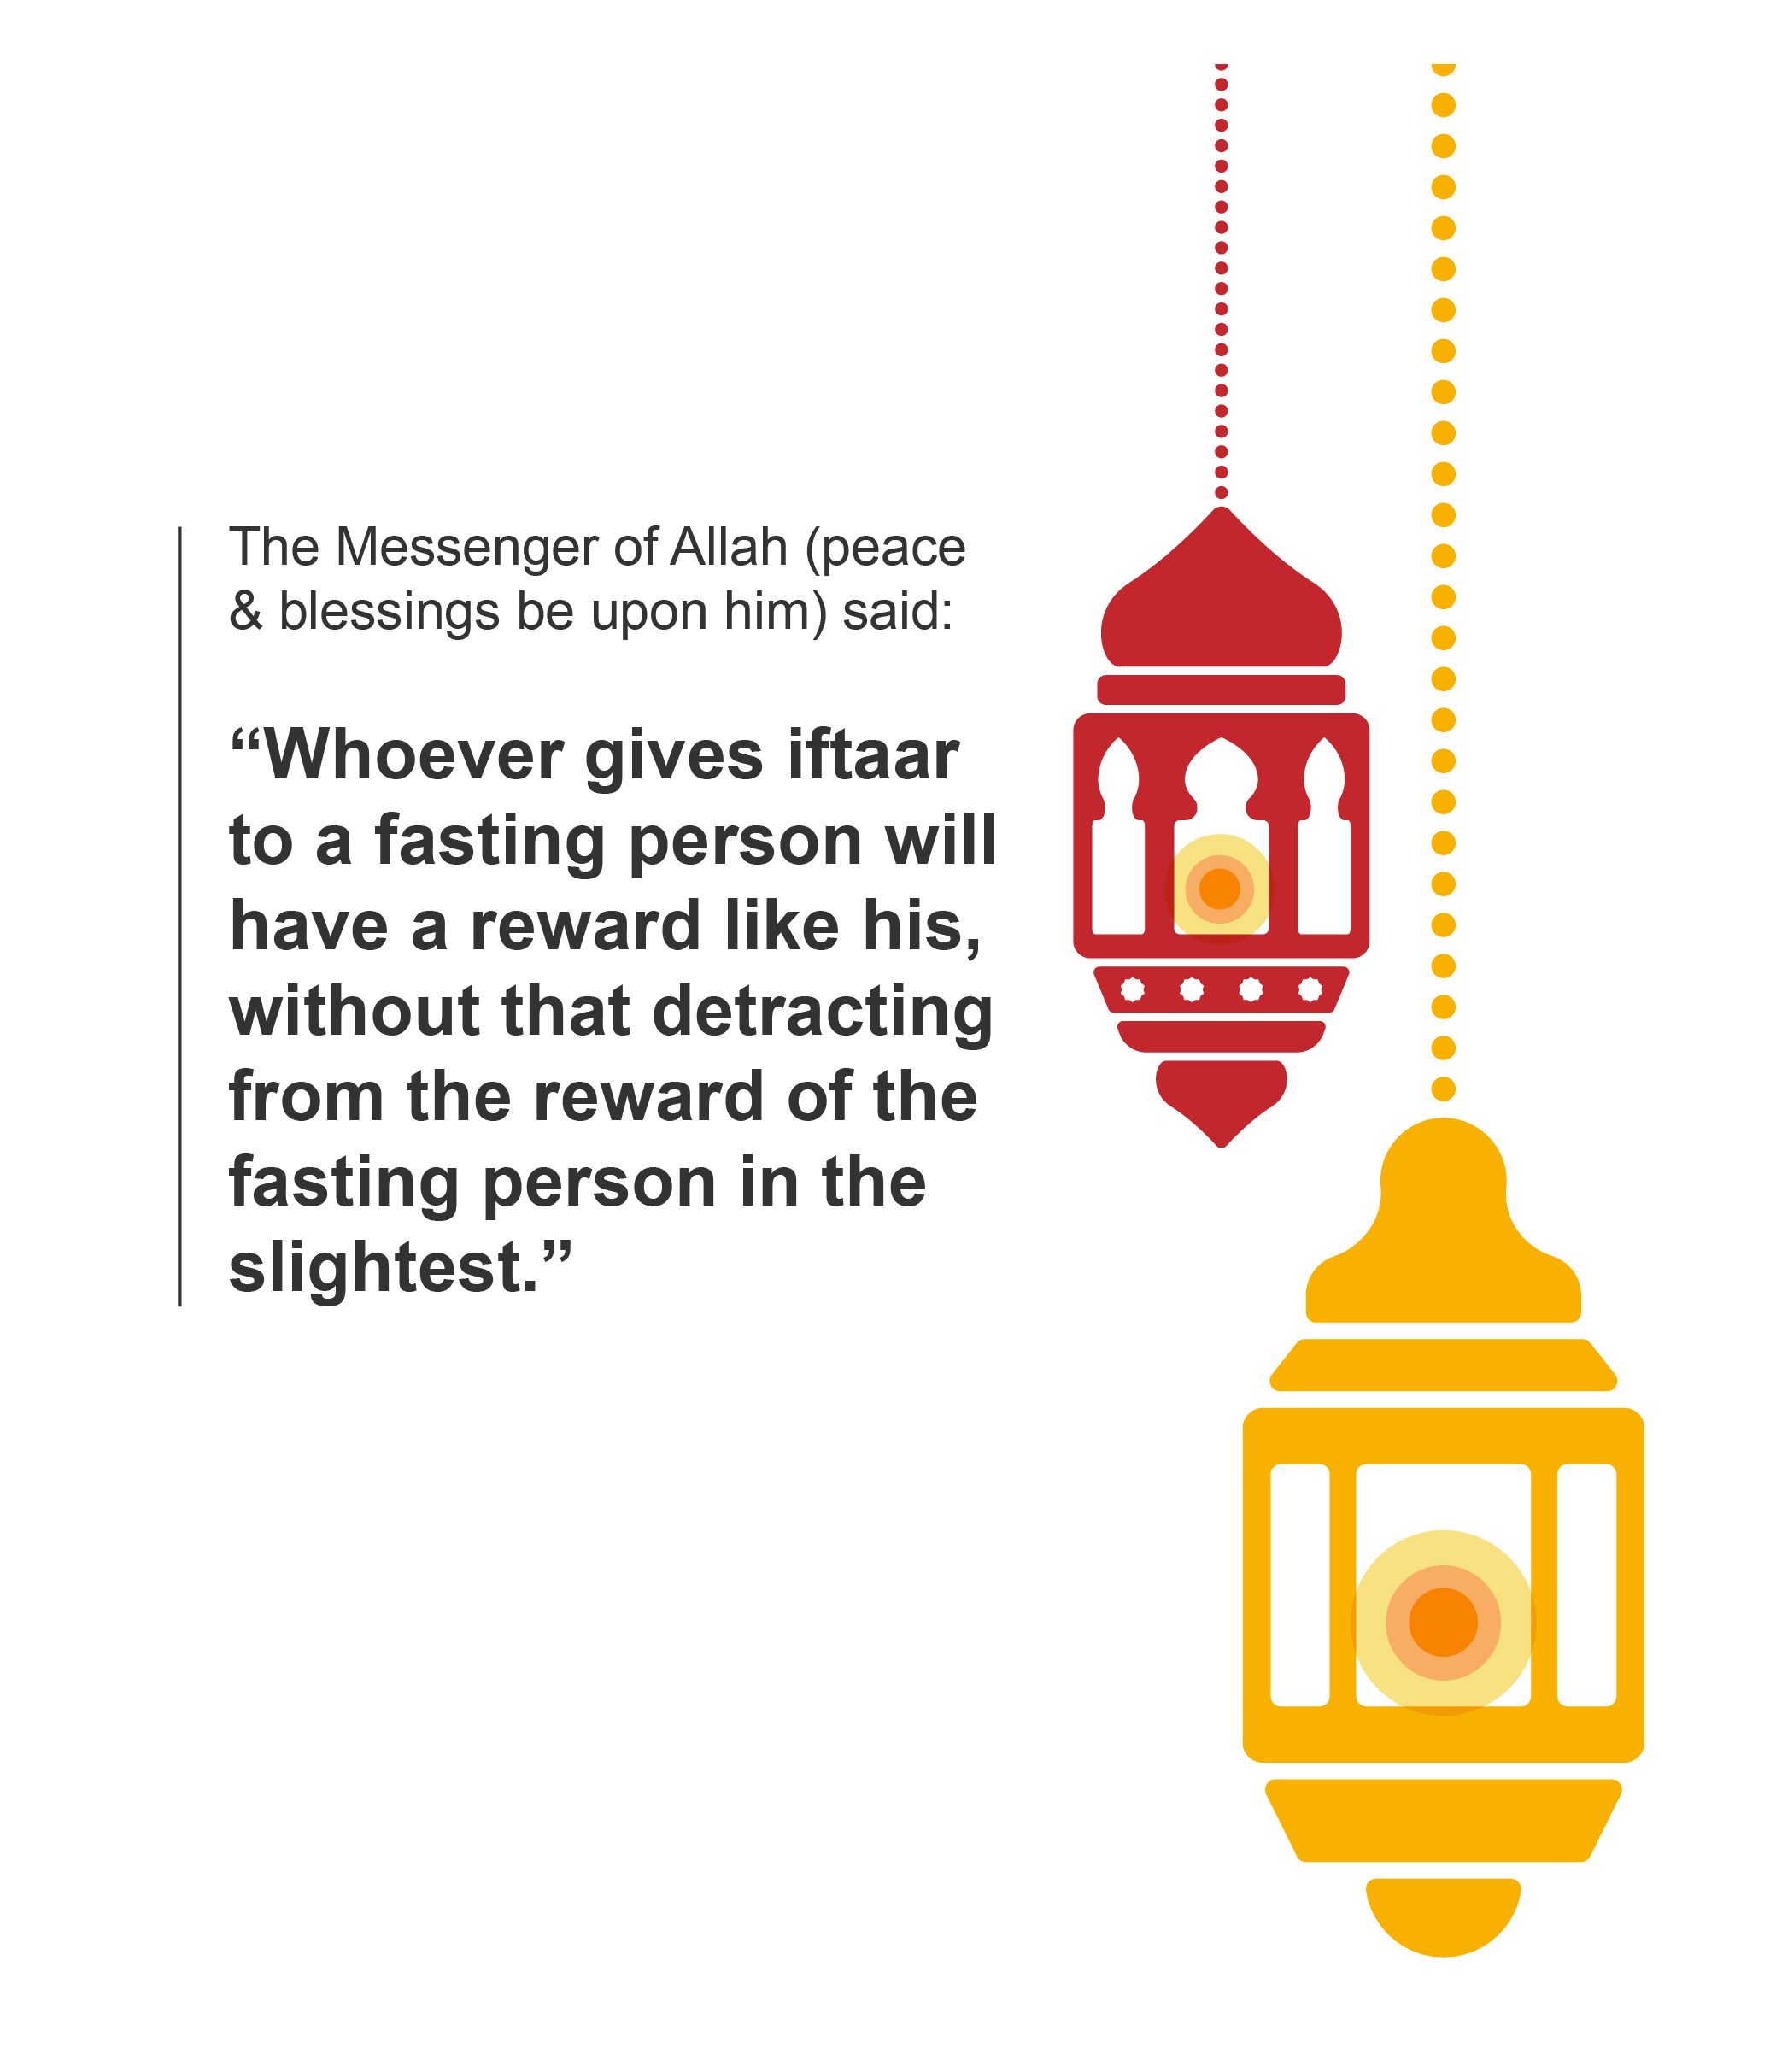 The Messenger of Allah (peace
& blessings be upon him) said:
“Whoever gives iftaar
to a fasting person will
have a reward like his,
without that detracting
from the reward of the
fasting person in the
slightest.”